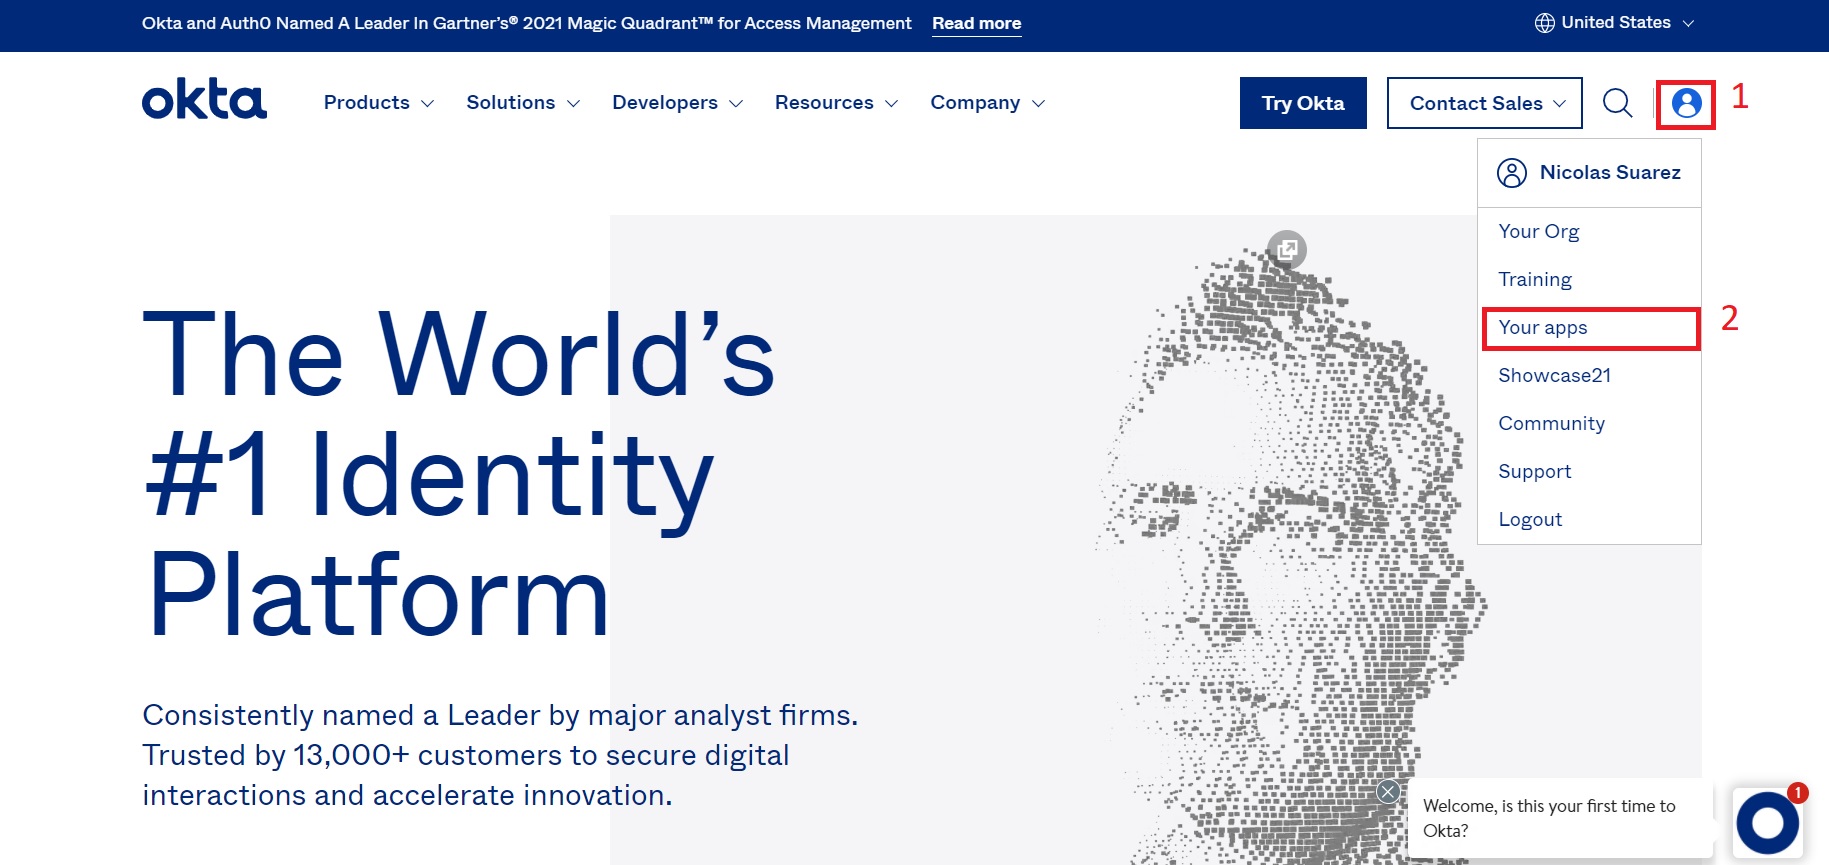 Okta and Auth0 Named A Leader In Gartner's® 2021 Magic Quadrant™ for Access Management Read more
United States
okta
Products
Solutions
Developers
Resources
Company
Try Okta
Contact Sales
1
Nicolas Suarez
Your Org
Training
Your apps
2
Showcase21
Community
Support
Logout
The World’s
#1 Identity
Platform
Consistently named a Leader by major analyst firms.
Trusted by 13,000+ customers to secure digital
interactions and accelerate innovation.
Welcome, is this your first time to
Okta?
1